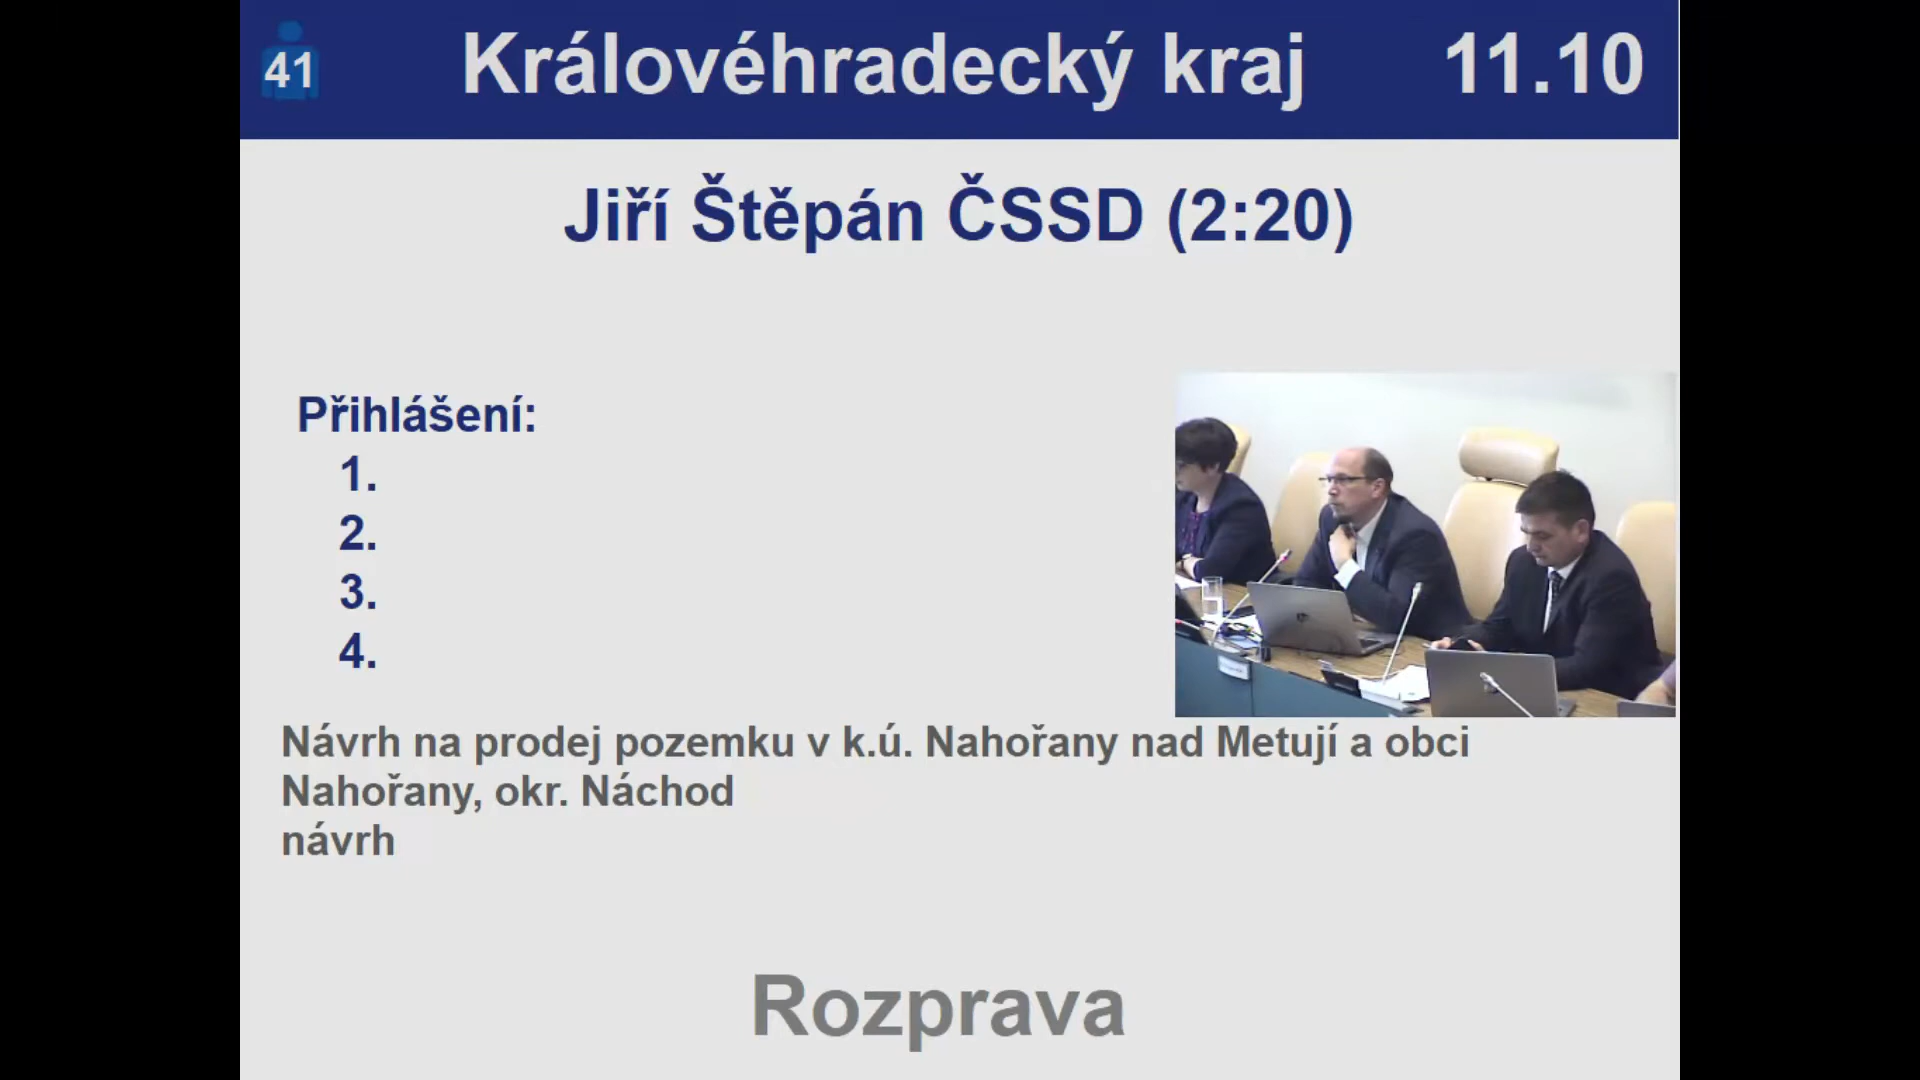 41 Královéhradecký kraj 11.10
Jiří Štěpán ČSSD (2:20)
Přihlášení:
1.
2.
3.
4.
Návrh na prodej pozemku v k.ú. Nahořany nad Metují a obci
Nahořany, okr. Náchod
návrh
Rozprava